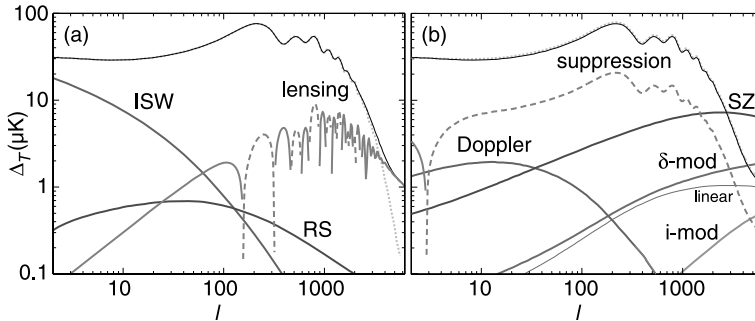 100
(a)
(b)
suppression
ISW
lensing
SZ
10
Δ_T(μK)
Doppler
δ-mod
1
linear
RS
i-mod
0.1
10
100
1000
10
100
1000
l
l